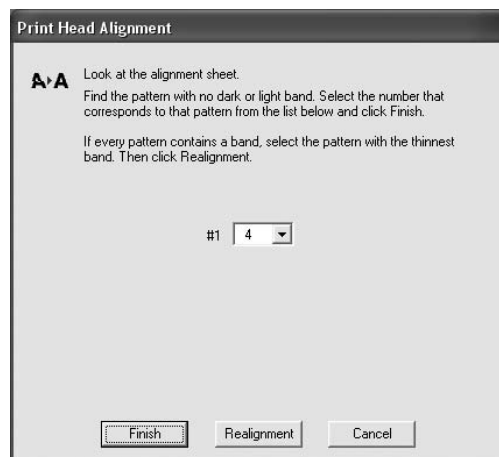 Print Head Alignment
A▸A
Look at the alignment sheet.
Find the pattern with no dark or light band. Select the number that
corresponds to that pattern from the list below and click Finish.
If every pattern contains a band, select the pattern with the thinnest
band. Then click Realignment.
#1 4
Finish Realignment Cancel